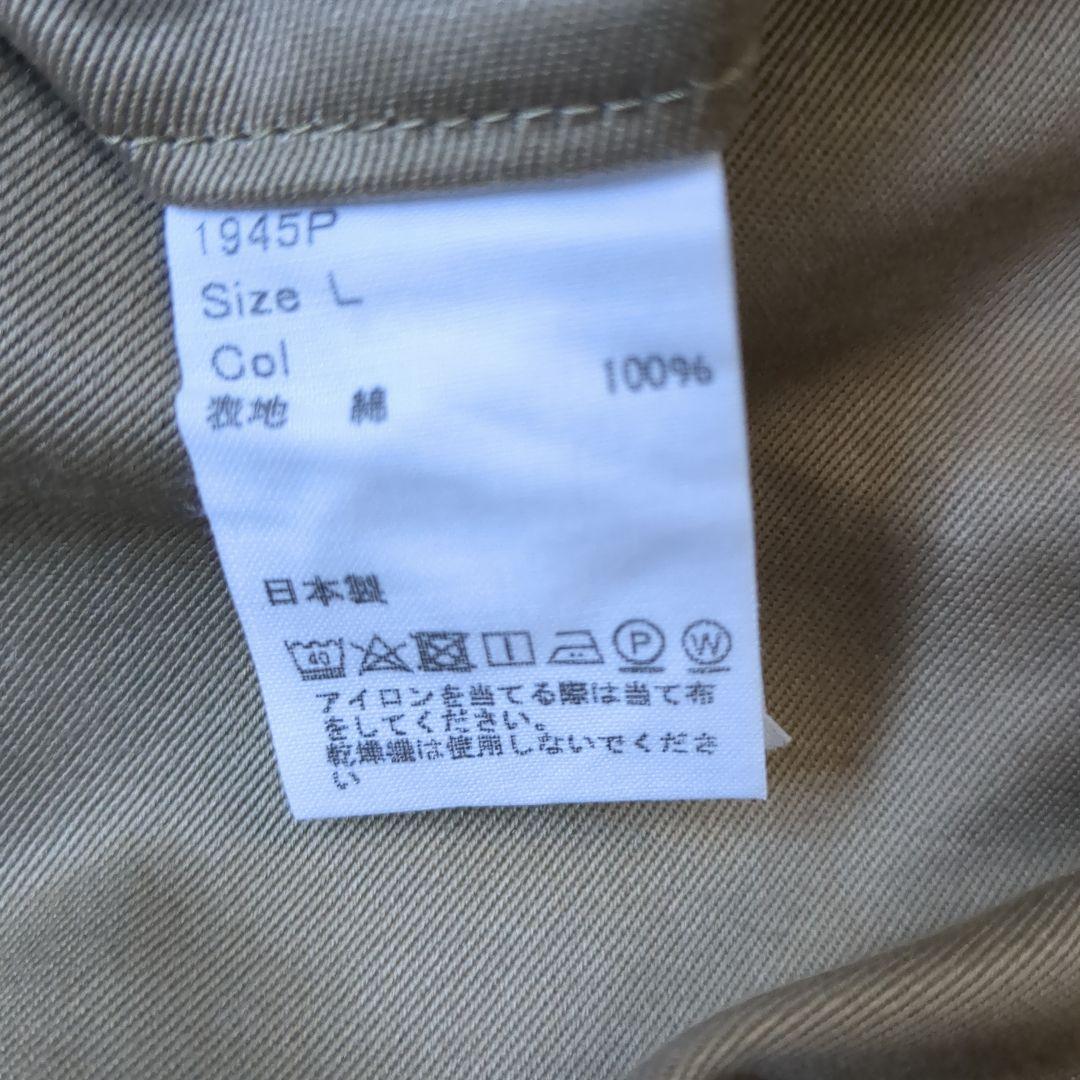 1945P
Size L
Col
表地 綿 100%
日本製
40 P W
アイロンを当てる際は当て布
をしてください。
乾燥機は使用しないでくださ
い